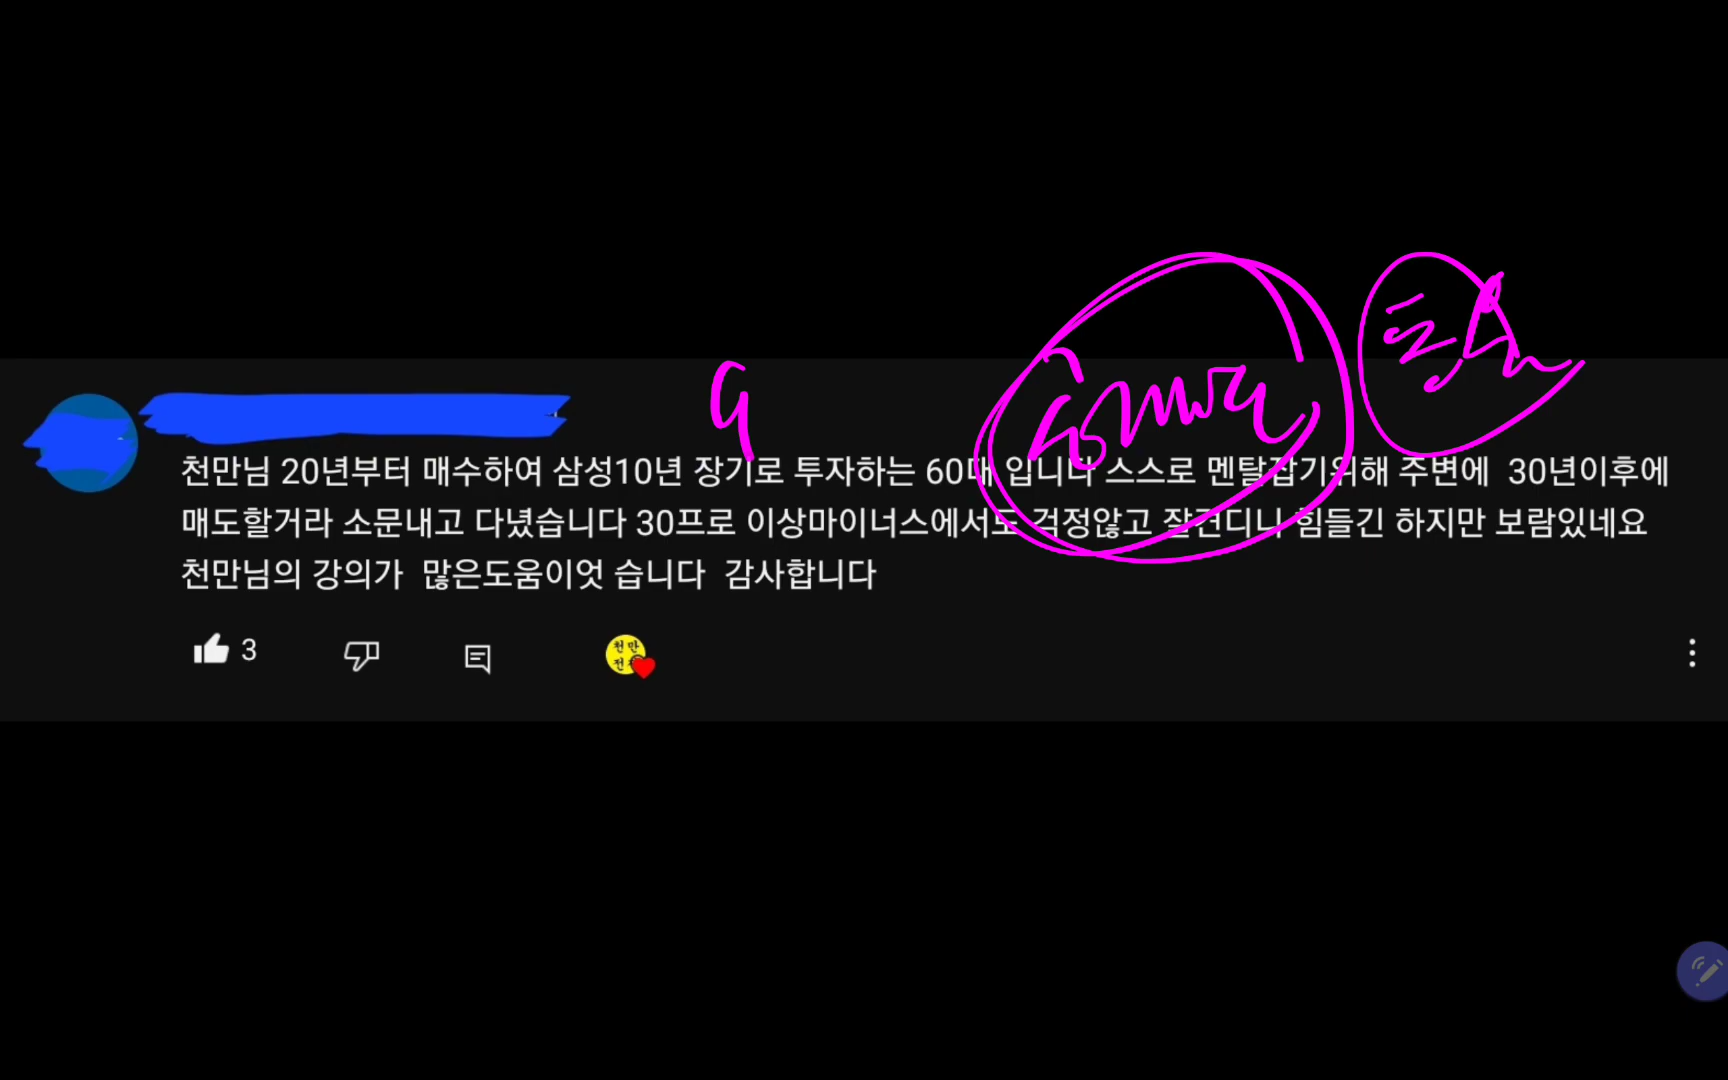 천만님 20년부터 매수하여 삼성10년 장기로 투자하는 60대 입니다 스스로 멘탈잡기위해 주변에 30년이후에
매도할거라 소문내고 다녔습니다 30프로 이상마이너스에서도 걱정않고 잘견디니 힘들긴 하지만 보람있네요
천만님의 강의가 많은도움이엇 습니다 감사합니다
3
천만